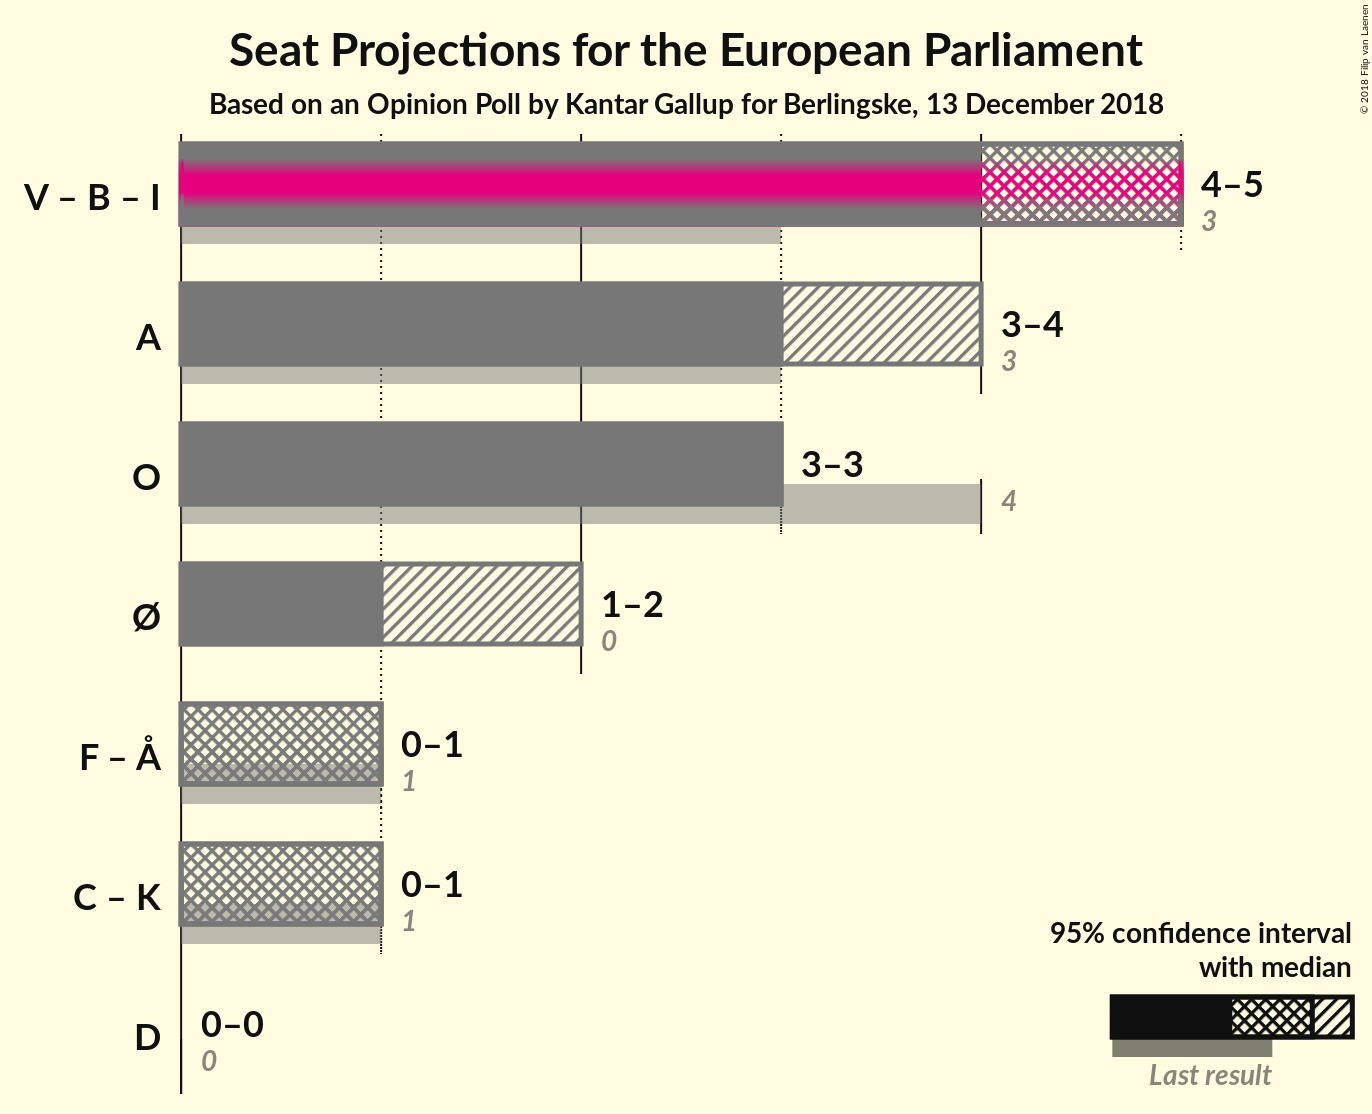 Seat Projections for the European Parliament
Based on an Opinion Poll by Kantar Gallup for Berlingske, 13 December 2018
© 2018 Filip van Laenen
V – B – I
4–5
3
A
3–4
3
O
3–3
4
Ø
1–2
0
F – Å
0–1
1
C – K
0–1
1
D
0–0
0
95% confidence interval
with median
Last result